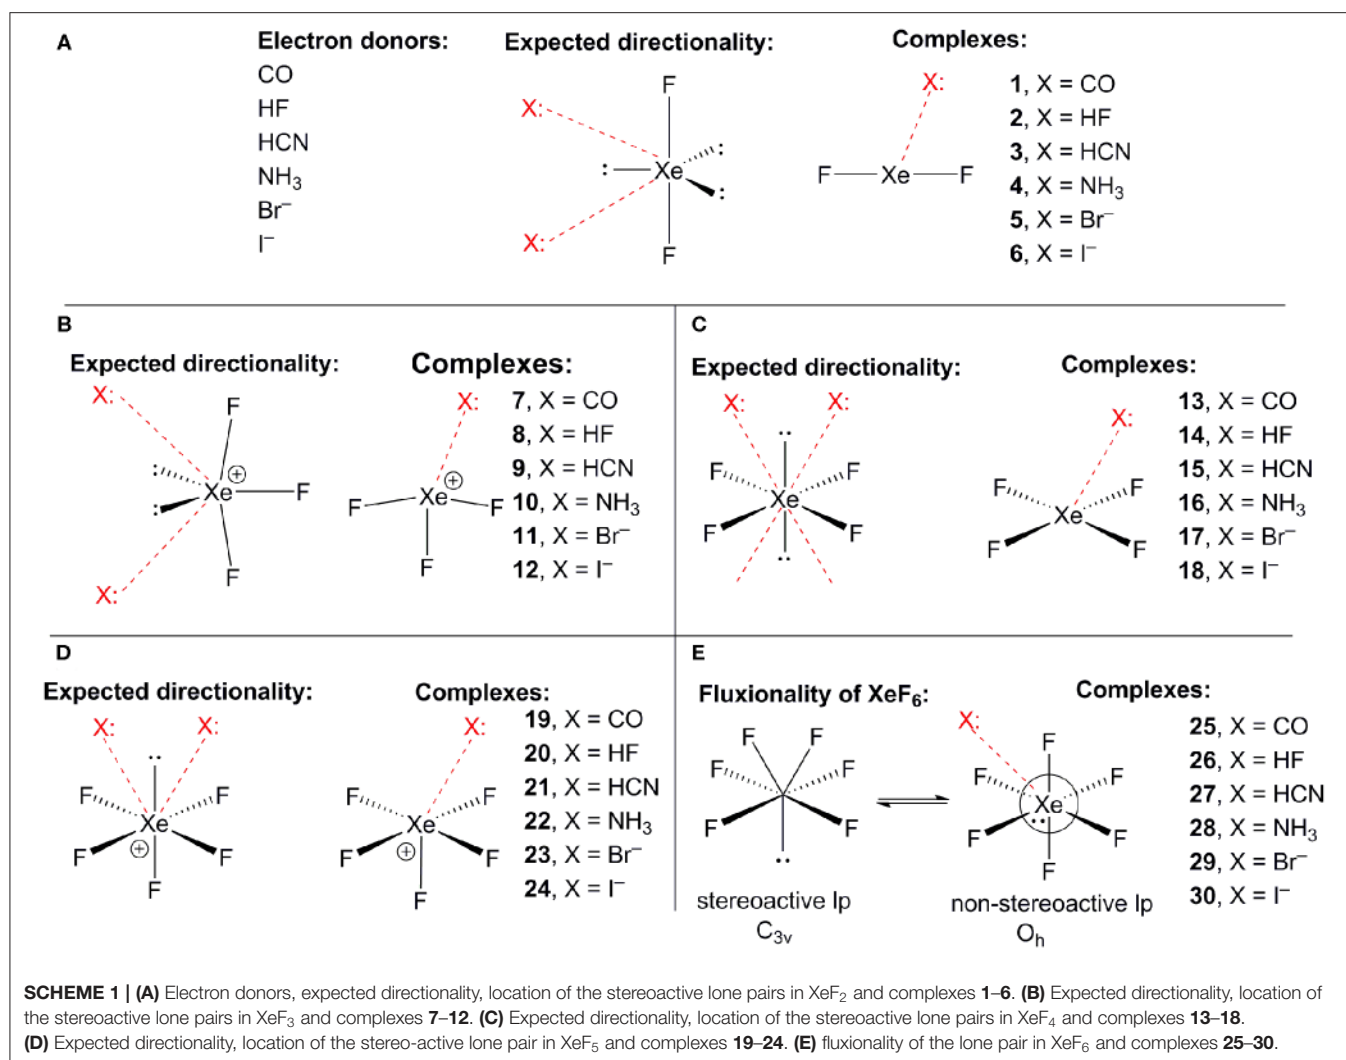 A
Electron donors:
CO
HF
HCN
NH₃
Br⁻
I⁻
Expected directionality:
F
X:
:
Xe
:
:
X:
F
Complexes:
X:
F
Xe
F
1, X = CO
2, X = HF
3, X = HCN
4, X = NH₃
5, X = Br⁻
6, X = I⁻
B
Expected directionality:
X:
F
:
:
Xe
⊕
F
X:
F
Complexes:
X:
F
Xe
⊕
F
F
7, X = CO
8, X = HF
9, X = HCN
10, X = NH₃
11, X = Br⁻
12, X = I⁻
C
Expected directionality:
X:
X:
..
F
F
Xe
F
F
..
Complexes:
X:
F
F
Xe
F
F
13, X = CO
14, X = HF
15, X = HCN
16, X = NH₃
17, X = Br⁻
18, X = I⁻
D
Expected directionality:
X:
X:
..
F
F
Xe
⊕
F
F
F
Complexes:
X:
F
F
Xe
⊕
F
F
F
19, X = CO
20, X = HF
21, X = HCN
22, X = NH₃
23, X = Br⁻
24, X = I⁻
E
Fluxionality of XeF₆:
F
F
F
F
F
F
..
stereoactive lp
C₃ᵥ
Complexes:
X:
F
F
F
Xe
..
F
F
F
non-stereoactive lp
Oₕ
25, X = CO
26, X = HF
27, X = HCN
28, X = NH₃
29, X = Br⁻
30, X = I⁻
SCHEME 1 | (A) Electron donors, expected directionality, location of the stereoactive lone pairs in XeF₂ and complexes 1–6. (B) Expected directionality, location of
the stereoactive lone pairs in XeF₃ and complexes 7–12. (C) Expected directionality, location of the stereoactive lone pairs in XeF₄ and complexes 13–18.
(D) Expected directionality, location of the stereo-active lone pair in XeF₅ and complexes 19–24. (E) fluxionality of the lone pair in XeF₆ and complexes 25–30.